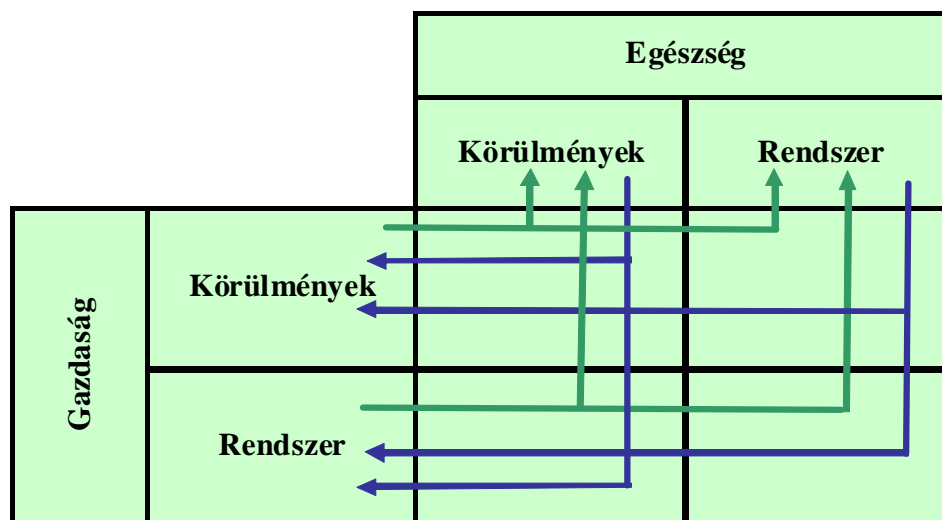 Egészség
Körülmények
Rendszer
Gazdaság
Körülmények
Rendszer